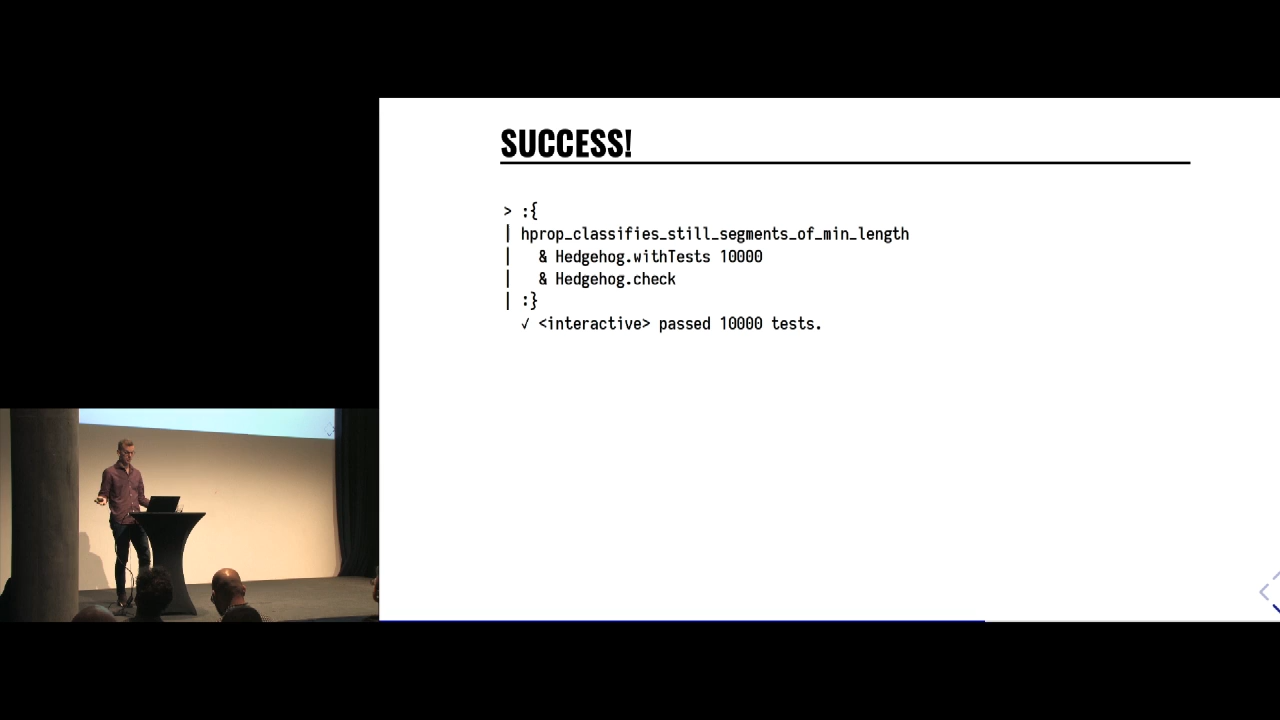 SUCCESS!
> :{
| hprop_classifies_still_segments_of_min_length
|   & Hedgehog.withTests 10000
|   & Hedgehog.check
| :}
  ✓ <interactive> passed 10000 tests.